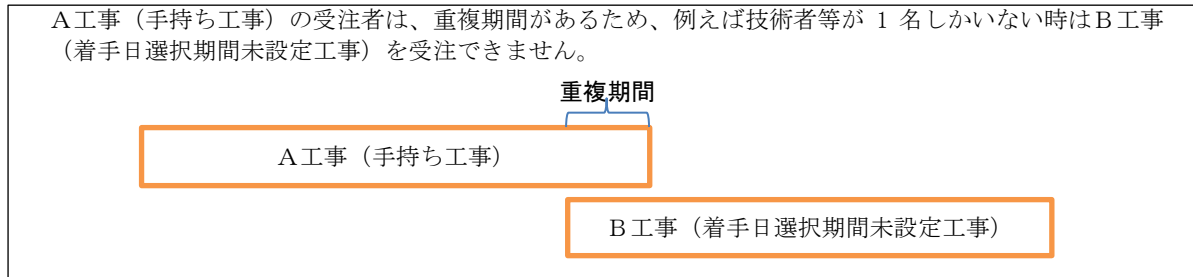 A工事（手持ち工事）の受注者は、重複期間があるため、例えば技術者等が 1 名しかいない時はB工事
（着手日選択期間未設定工事）を受注できません。
重複期間
A工事（手持ち工事）
B工事（着手日選択期間未設定工事）